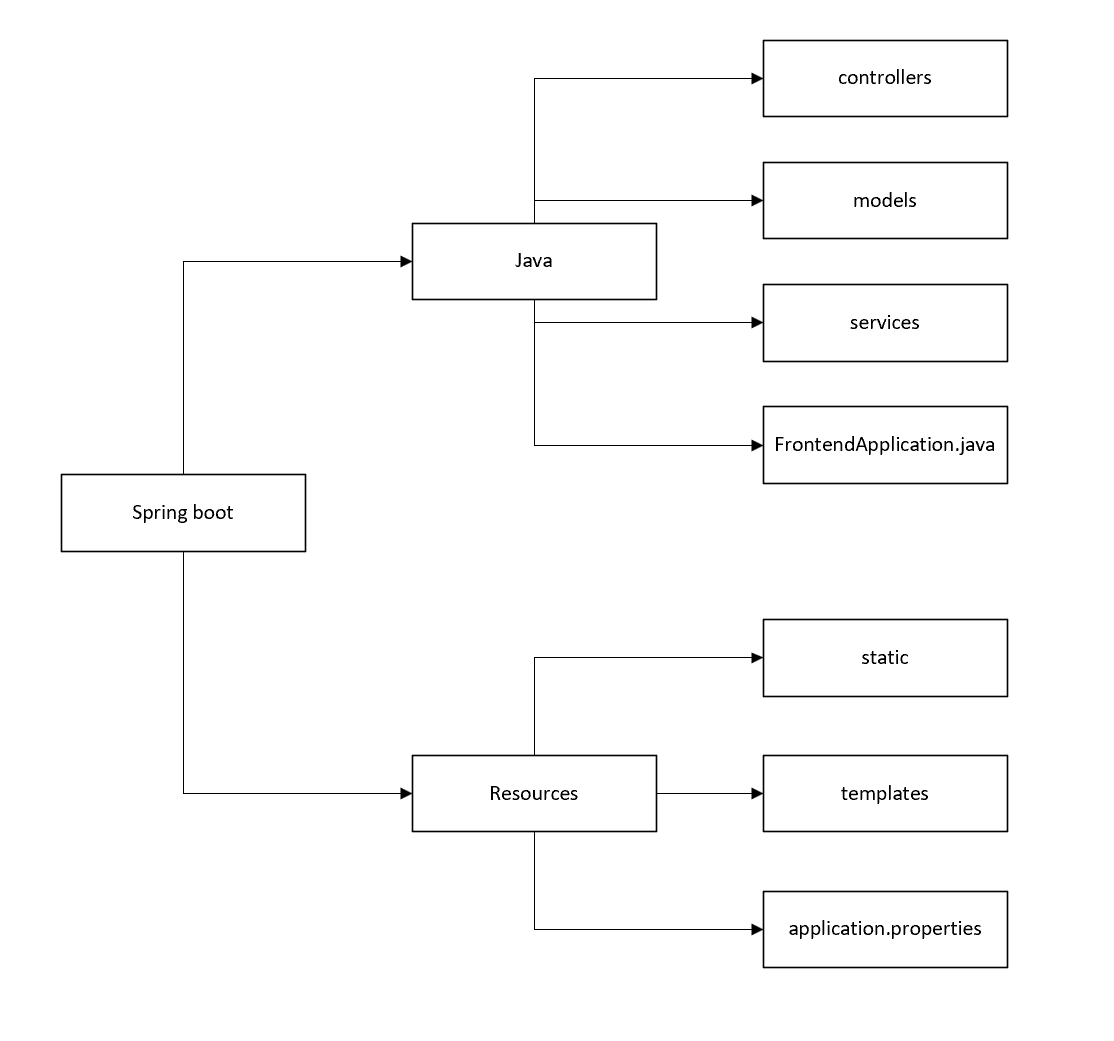 controllers
models
Java
services
FrontendApplication.java
Spring boot
static
Resources
templates
application.properties